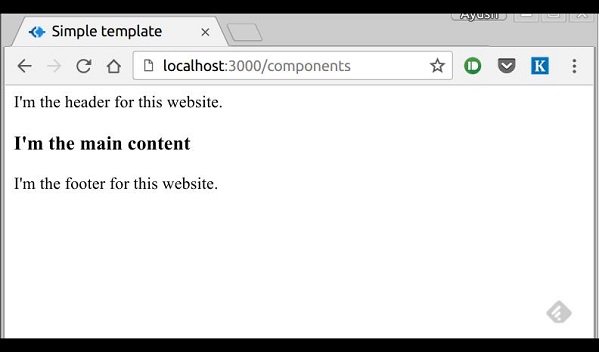 Ayush
Simple template
localhost:3000/components
K
I'm the header for this website.
I'm the main content
I'm the footer for this website.